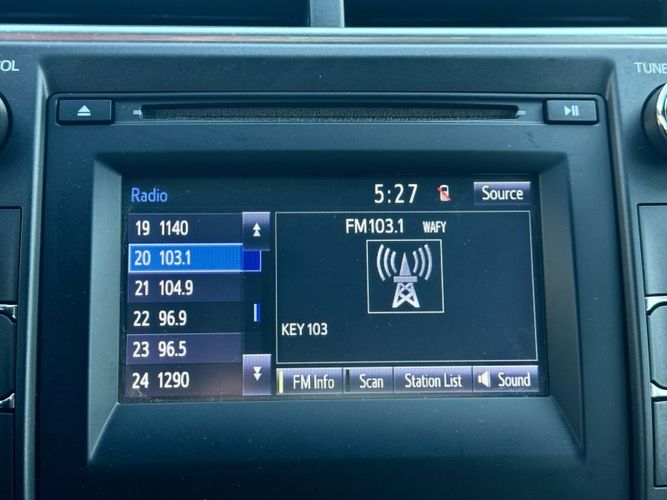 OL
TUNE
Radio
5:27
Source
19 1140
20 103.1
21 104.9
22 96.9
23 96.5
24 1290
FM103.1 WAFY
KEY 103
FM Info
Scan
Station List
Sound